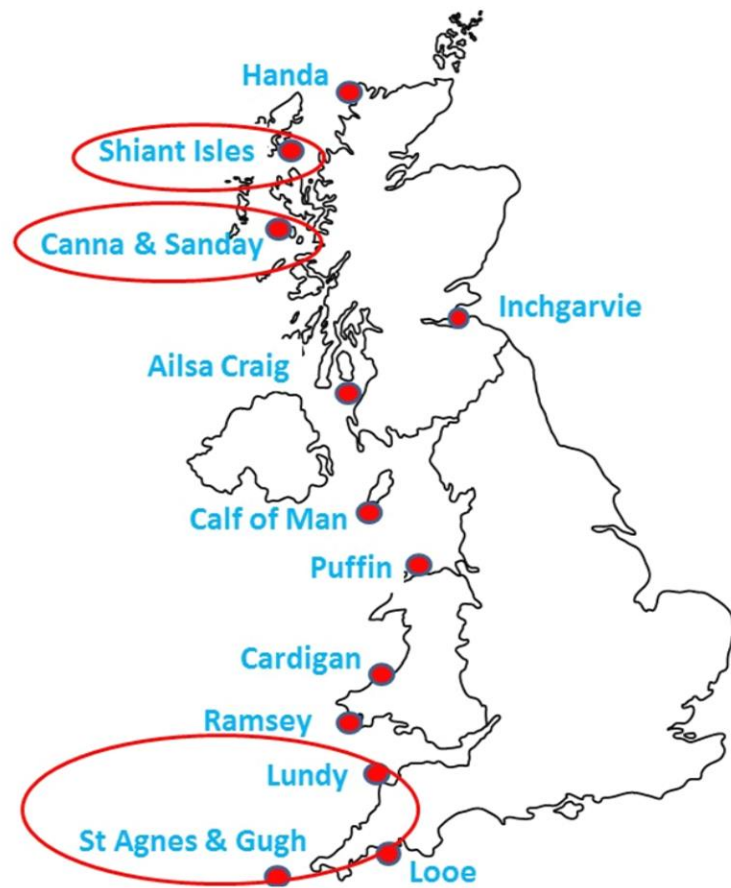 Handa
Shiant Isles
Canna & Sanday
Inchgarvie
Ailsa Craig
Calf of Man
Puffin
Cardigan
Ramsey
Lundy
St Agnes & Gugh
Looe